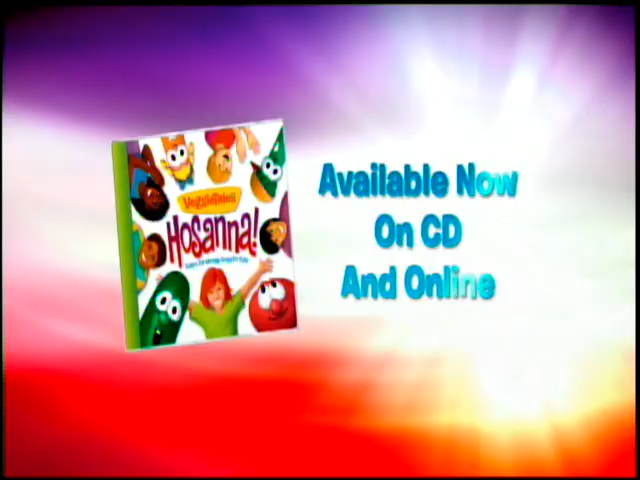 VeggieTales
Hosanna!
Available Now
On CD
And Online